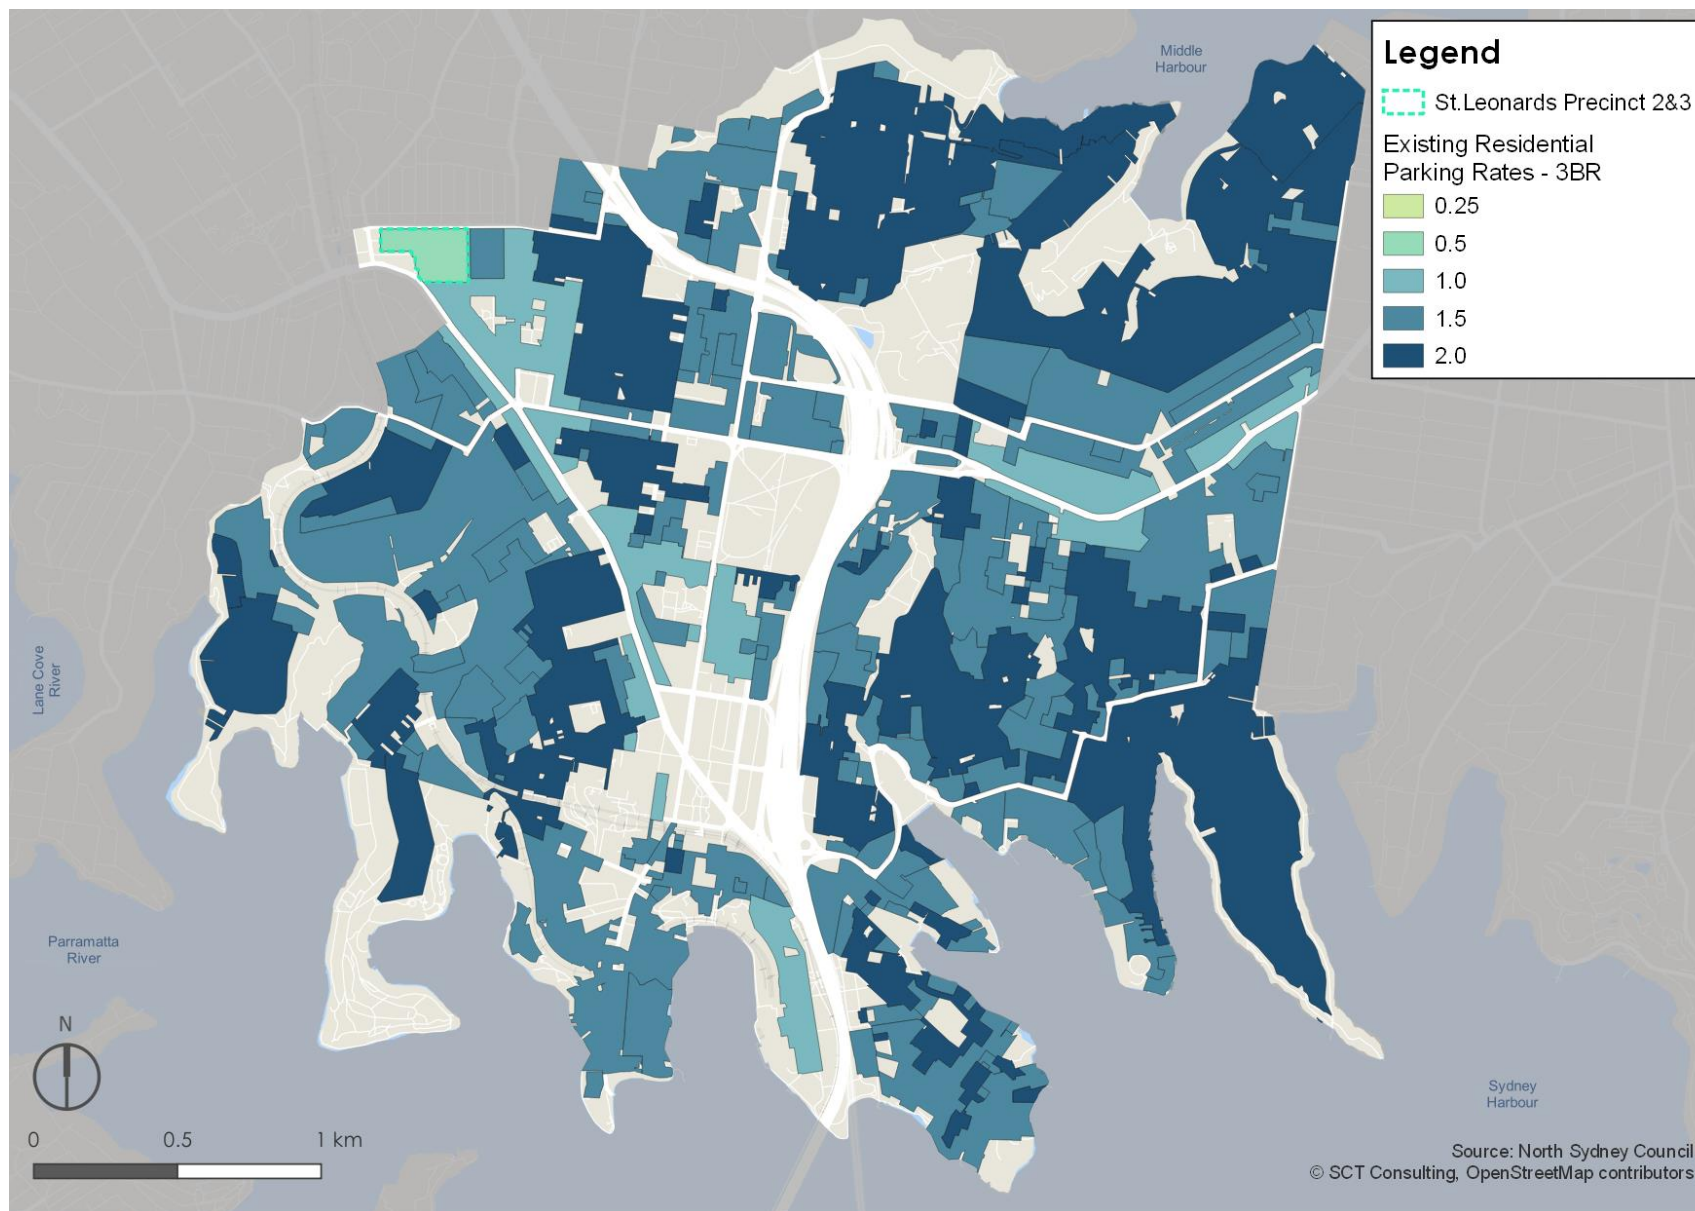 Middle
Harbour
Legend
St.Leonards Precinct 2&3
Existing Residential
Parking Rates - 3BR
0.25
0.5
1.0
1.5
2.0
Lane Cove
River
Parramatta
River
N
0 0.5 1 km
Sydney
Harbour
Source: North Sydney Council
© SCT Consulting, OpenStreetMap contributors